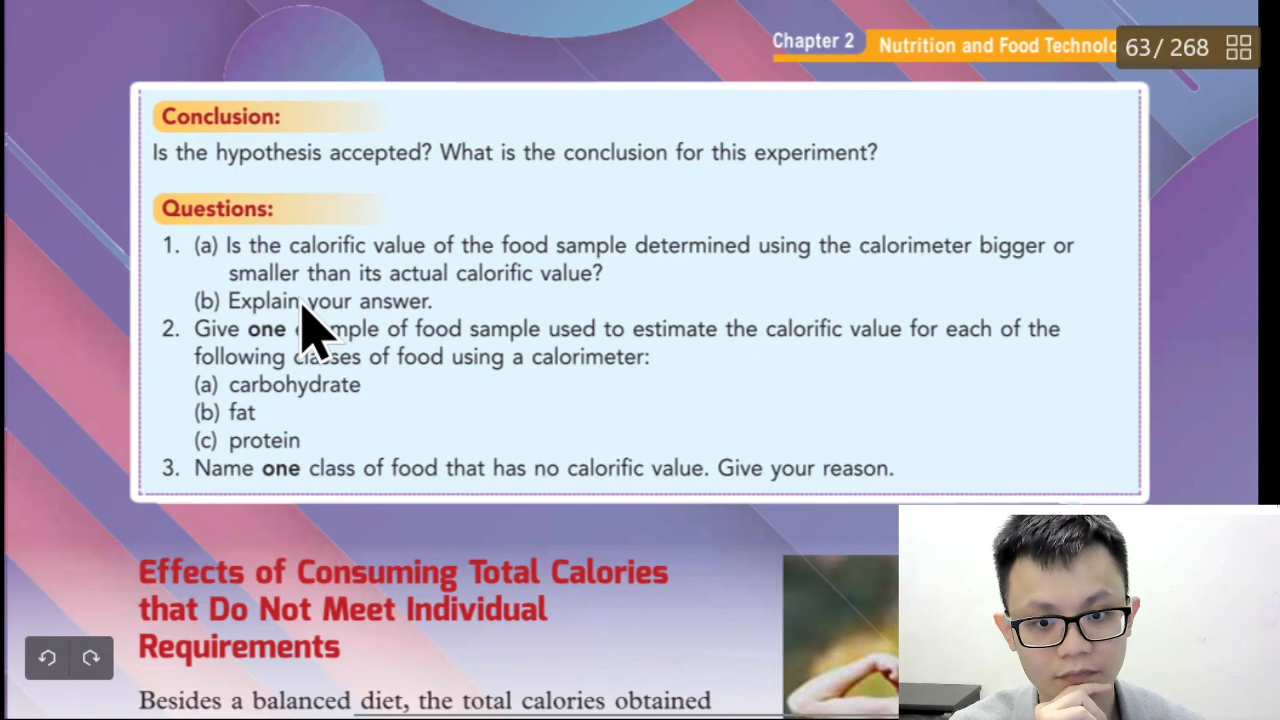 Chapter 2 Nutrition and Food Technolo
63/ 268
Conclusion:
Is the hypothesis accepted? What is the conclusion for this experiment?
Questions:
1. (a) Is the calorific value of the food sample determined using the calorimeter bigger or
smaller than its actual calorific value?
(b) Explain your answer.
2. Give one mple of food sample used to estimate the calorific value for each of the
following classes of food using a calorimeter:
(a) carbohydrate
(b) fat
(c) protein
3. Name one class of food that has no calorific value. Give your reason.
Effects of Consuming Total Calories
that Do Not Meet Individual
Requirements
Besides a balanced diet, the total calories obtained